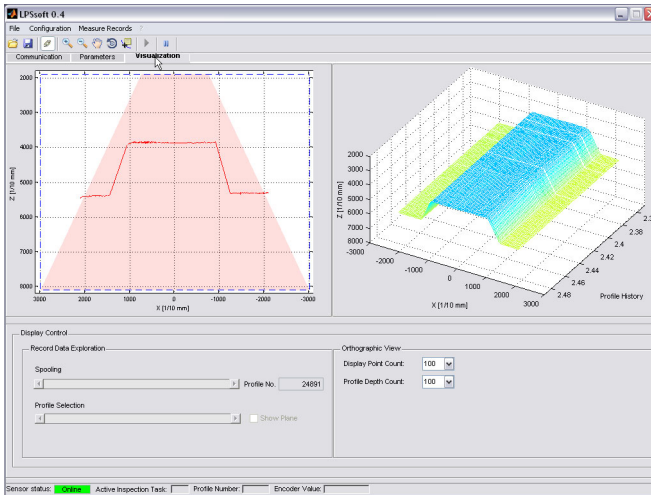 LPSsoft 0.4
File Configuration Measure Records ?
Communication Parameters Visualization
2000
3000
4000
5000
6000
7000
8000
Z [1/10 mm]
3000 2000 1000 0 -1000 -2000 -3000
X [1/10 mm]
2000
3000
4000
5000
6000
7000
8000
Z [1/10 mm]
-3000 -2000 -1000 0 1000 2000 3000
X [1/10 mm]
2.48 2.46 2.44 2.42 2.4 2.38
Profile History
Display Control
Record Data Exploration
Spooling
Profile No. 24891
Profile Selection
Show Plane
Orthographic View
Display Point Count: 100
Profile Depth Count: 100
Sensor status: Online Active Inspection Task: Profile Number: Encoder Value: